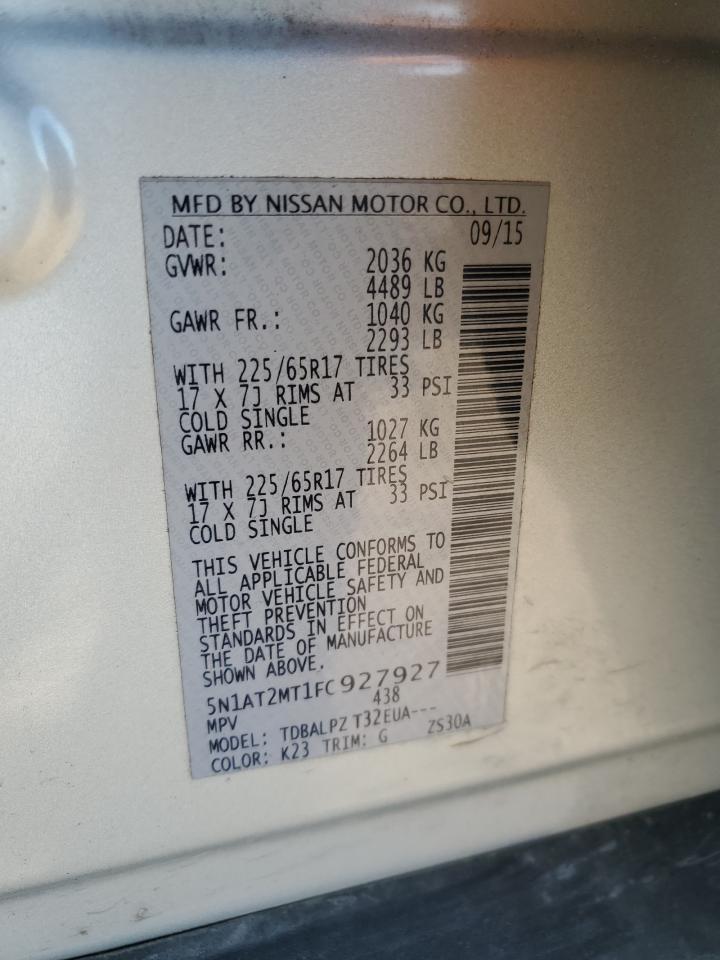 MFD BY NISSAN MOTOR CO., LTD.
DATE: 09/15
GVWR: 2036 KG
4489 LB
GAWR FR.: 1040 KG
2293 LB
WITH 225/65R17 TIRES
17 X 7J RIMS AT 33 PSI
COLD SINGLE
GAWR RR.: 1027 KG
2264 LB
WITH 225/65R17 TIRES
17 X 7J RIMS AT 33 PSI
COLD SINGLE
THIS VEHICLE CONFORMS TO
ALL APPLICABLE FEDERAL
MOTOR VEHICLE SAFETY AND
THEFT PREVENTION
STANDARDS IN EFFECT ON
THE DATE OF MANUFACTURE
SHOWN ABOVE.
5N1AT2MT1FC927927
MPV 438
MODEL: TDBALPZ T32EUA---
COLOR: K23 TRIM: G ZS30A